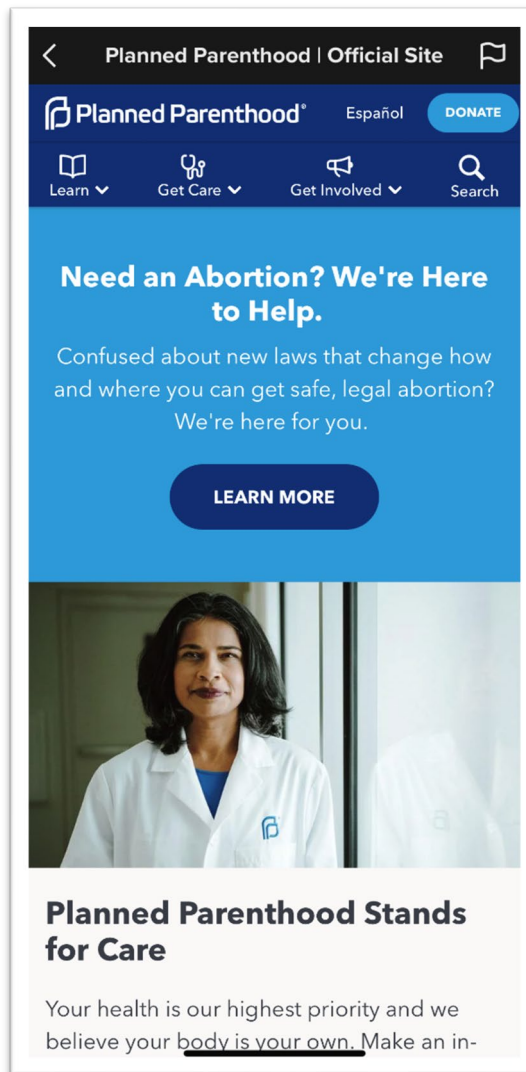 Planned Parenthood | Official Site
Planned Parenthood®
Español
DONATE
Learn
Get Care
Get Involved
Search
Need an Abortion? We're Here
to Help.
Confused about new laws that change how
and where you can get safe, legal abortion?
We're here for you.
LEARN MORE
Planned Parenthood Stands
for Care
Your health is our highest priority and we
believe your body is your own. Make an in-